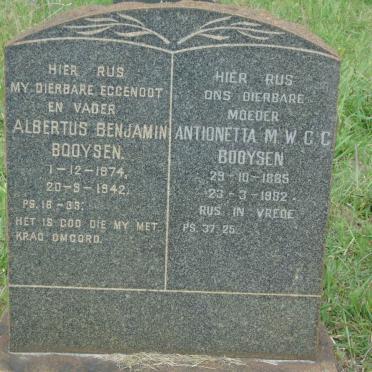 HIER RUS
MY DIERBARE EGGENOOT
EN VADER
ALBERTUS BENJAMIN
BOOYSEN.
1-12-1874.
20-9-1942.
PS. 18-33:
HET IS GOD DIE MY MET
KRAG OMGORD.
HIER RUS
ONS DIERBARE
MOEDER
ANTIONETTA M.W.C.C.
BOOYSEN
29-10-1885
23-3-1982
RUS IN VREDE
PS. 37:25.